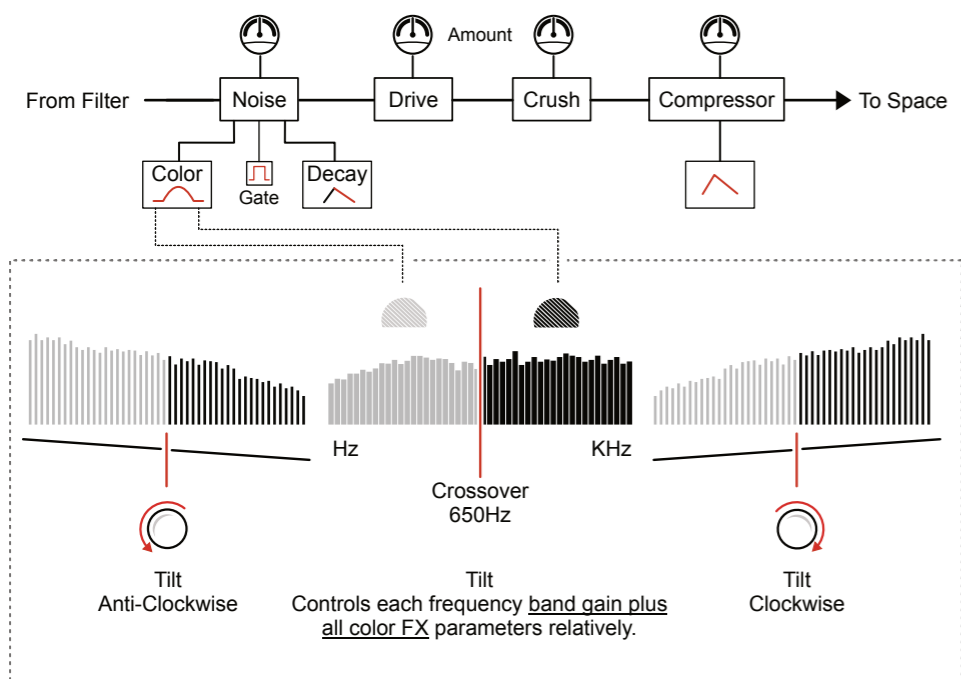 Amount
From Filter
Noise
Drive
Crush
Compressor
To Space
Color
Gate
Decay
Hz
KHz
Crossover
650Hz
Tilt
Anti-Clockwise
Tilt
Controls each frequency band gain plus
all color FX parameters relatively.
Tilt
Clockwise